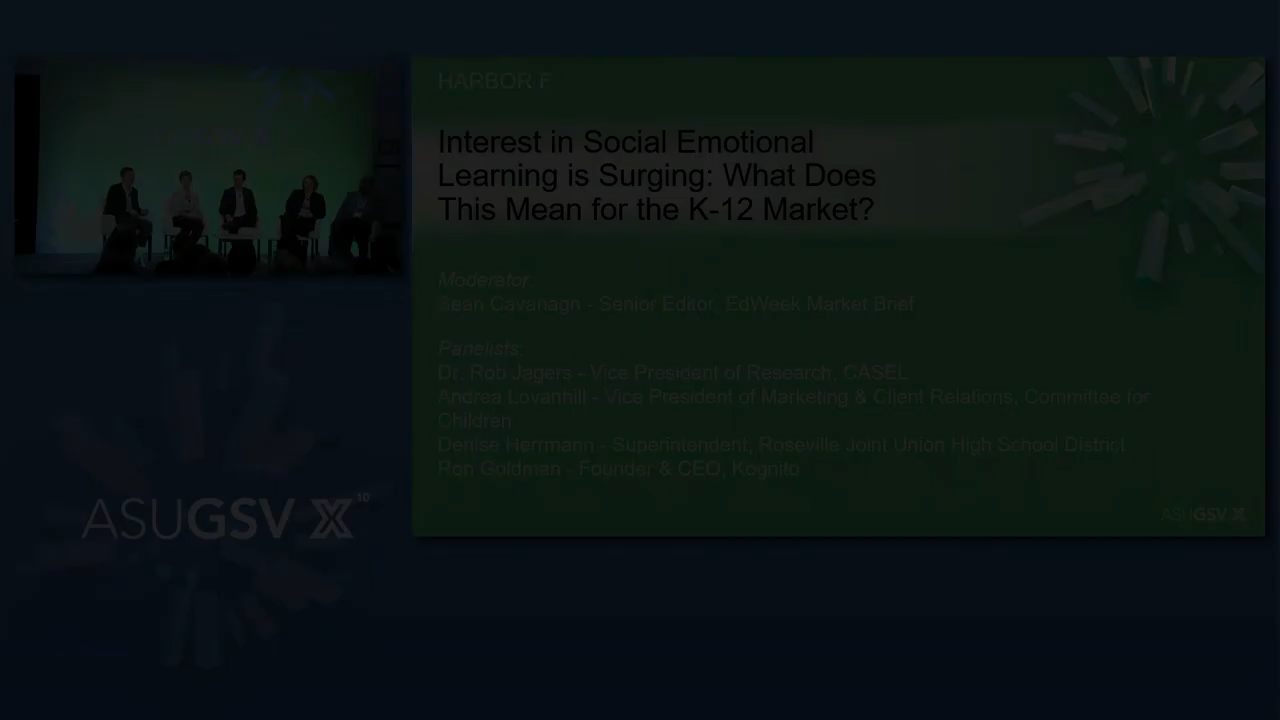 HARBOR F
Interest in Social Emotional
Learning is Surging: What Does
This Mean for the K-12 Market?
Moderator
Sean Cavanagh - Senior Editor, EdWeek Market Brief
Panelists
Dr. Rob Jagers - Vice President of Research, CASEL
Andrea Lovanhill - Vice President of Marketing & Client Relations, Committee for
Children
Denise Herrmann - Superintendent, Roseville Joint Union High School District
Ron Goldman - Founder & CEO, Kognito
ASUGSV X
ASUGSV X10